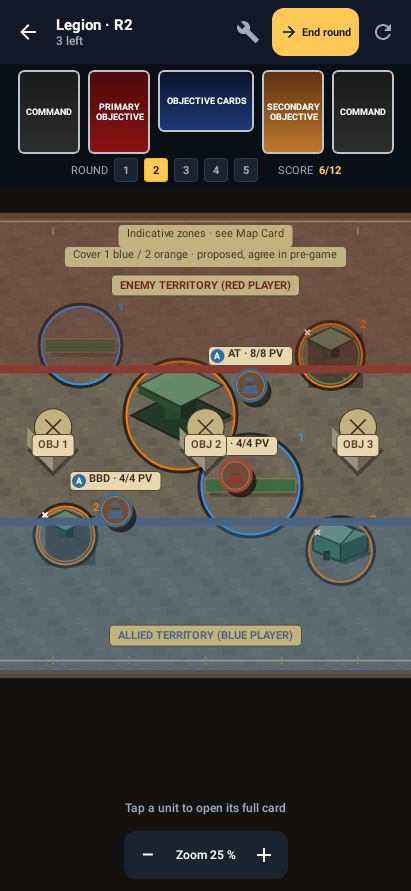 Legion · R2
3 left
End round
COMMAND
PRIMARY
OBJECTIVE
OBJECTIVE CARDS
SECONDARY
OBJECTIVE
COMMAND
ROUND 1 2 3 4 5 SCORE 6/12
Indicative zones · see Map Card
Cover 1 blue / 2 orange · proposed, agree in pre-game
ENEMY TERRITORY (RED PLAYER)
1
2
A AT · 8/8 PV
OBJ 1
OBJ 2
· 4/4 PV
1
OBJ 3
A BBD · 4/4 PV
2
ALLIED TERRITORY (BLUE PLAYER)
Tap a unit to open its full card
− Zoom 25 % +